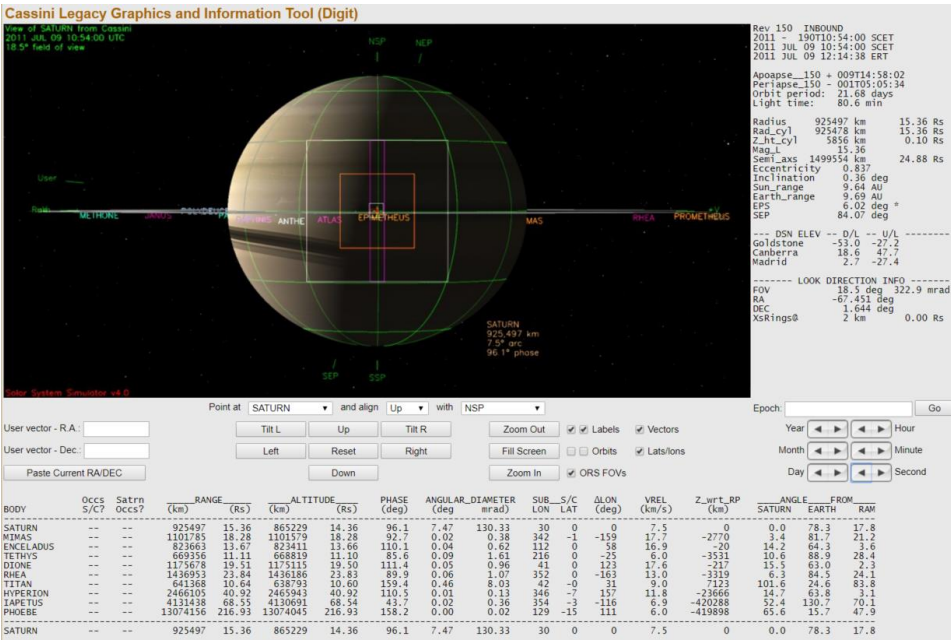 Cassini Legacy Graphics and Information Tool (Digit)
View of SATURN from Cassini
2011 JUL 09 10:54:00 UTC
18.5° field of view
NSP
NEP
User
METHONE
JANUS
ANTHE
ATLAS
EPIMETHEUS
MAS
RHEA
PROMETHEUS
SATURN
925,497 km
7.5° arc
96.1° phase
SEP
SSP
Solar System Simulator v4.0
Rev 150 INBOUND
2011 - 190T10:54:00 SCET
2011 JUL 09 10:54:00 SCET
2011 JUL 09 12:14:38 ERT
Apoapse__150 + 009T14:58:02
Periapse_150 - 001T05:05:34
Orbit period: 21.68 days
Light time: 80.6 min
Radius 925497 km 15.36 Rs
Rad_cyl 925478 km 15.36 Rs
Z_ht_cyl 5856 km 0.10 Rs
Mag_L 15.36
Semi_axs 1499554 km 24.88 Rs
Eccentricity 0.837
Inclination 0.36 deg
Sun_range 9.64 AU
Earth_range 9.69 AU
EPS 6.02 deg *
SEP 84.07 deg
--- DSN ELEV -- D/L -- U/L --------
Goldstone -53.0 -27.2
Canberra 18.6 47.7
Madrid 2.7 -27.4
------- LOOK DIRECTION INFO -------
FOV 18.5 deg 322.9 mrad
RA -67.451 deg
DEC 1.644 deg
XsRings@ 2 km 0.00 Rs
Point at SATURN and align Up with NSP
Epoch: Go
User vector - R.A.: Tilt L Up Tilt R Zoom Out Labels Vectors Year Hour
User vector - Dec.: Left Reset Right Fill Screen Orbits Lats/lons Month Minute
Paste Current RA/DEC Down Zoom In ORS FOVs Day Second
Occs Satrn ____RANGE____ ____ALTITUDE____ PHASE ANGULAR_DIAMETER SUB__S/C ΔLON VREL Z_wrt_RP ____ANGLE___FROM____
BODY S/C? Occs? (km) (Rs) (km) (Rs) (deg) (deg mrad) LON LAT (deg) (km/s) (km) SATURN EARTH RAM
SATURN -- -- 925497 15.36 865229 14.36 96.1 7.47 130.33 30 0 0 7.5 0 0.0 78.3 17.8
MIMAS -- -- 1101785 18.28 1101579 18.28 92.7 0.02 0.38 342 -1 -159 17.7 -2770 3.4 81.7 21.2
ENCELADUS -- -- 823663 13.67 823411 13.66 110.1 0.04 0.62 112 0 58 16.9 -20 14.2 64.3 3.6
TETHYS -- -- 669356 11.11 668819 11.10 85.6 0.09 1.61 216 0 -25 6.0 -3531 10.6 88.9 28.4
DIONE -- -- 1175678 19.51 1175115 19.50 111.4 0.05 0.96 41 0 123 17.6 -217 15.5 63.0 2.3
RHEA -- -- 1436953 23.84 1436186 23.83 89.9 0.06 1.07 352 0 -163 13.0 -3319 6.3 84.5 24.1
TITAN -- -- 641368 10.64 638793 10.60 159.4 0.46 8.03 42 -0 31 9.0 7123 101.6 24.6 83.8
HYPERION -- -- 2466105 40.92 2465943 40.92 110.5 0.01 0.13 346 -7 157 11.8 -23666 14.7 63.8 3.1
IAPETUS -- -- 4131438 68.55 4130691 68.54 43.7 0.02 0.36 354 -3 -116 6.9 -420288 52.4 130.7 70.1
PHOEBE -- -- 13074156 216.93 13074045 216.93 158.2 0.00 0.02 129 -15 111 6.0 -419898 65.6 15.7 47.9
SATURN -- -- 925497 15.36 865229 14.36 96.1 7.47 130.33 30 0 0 7.5 0 0.0 78.3 17.8